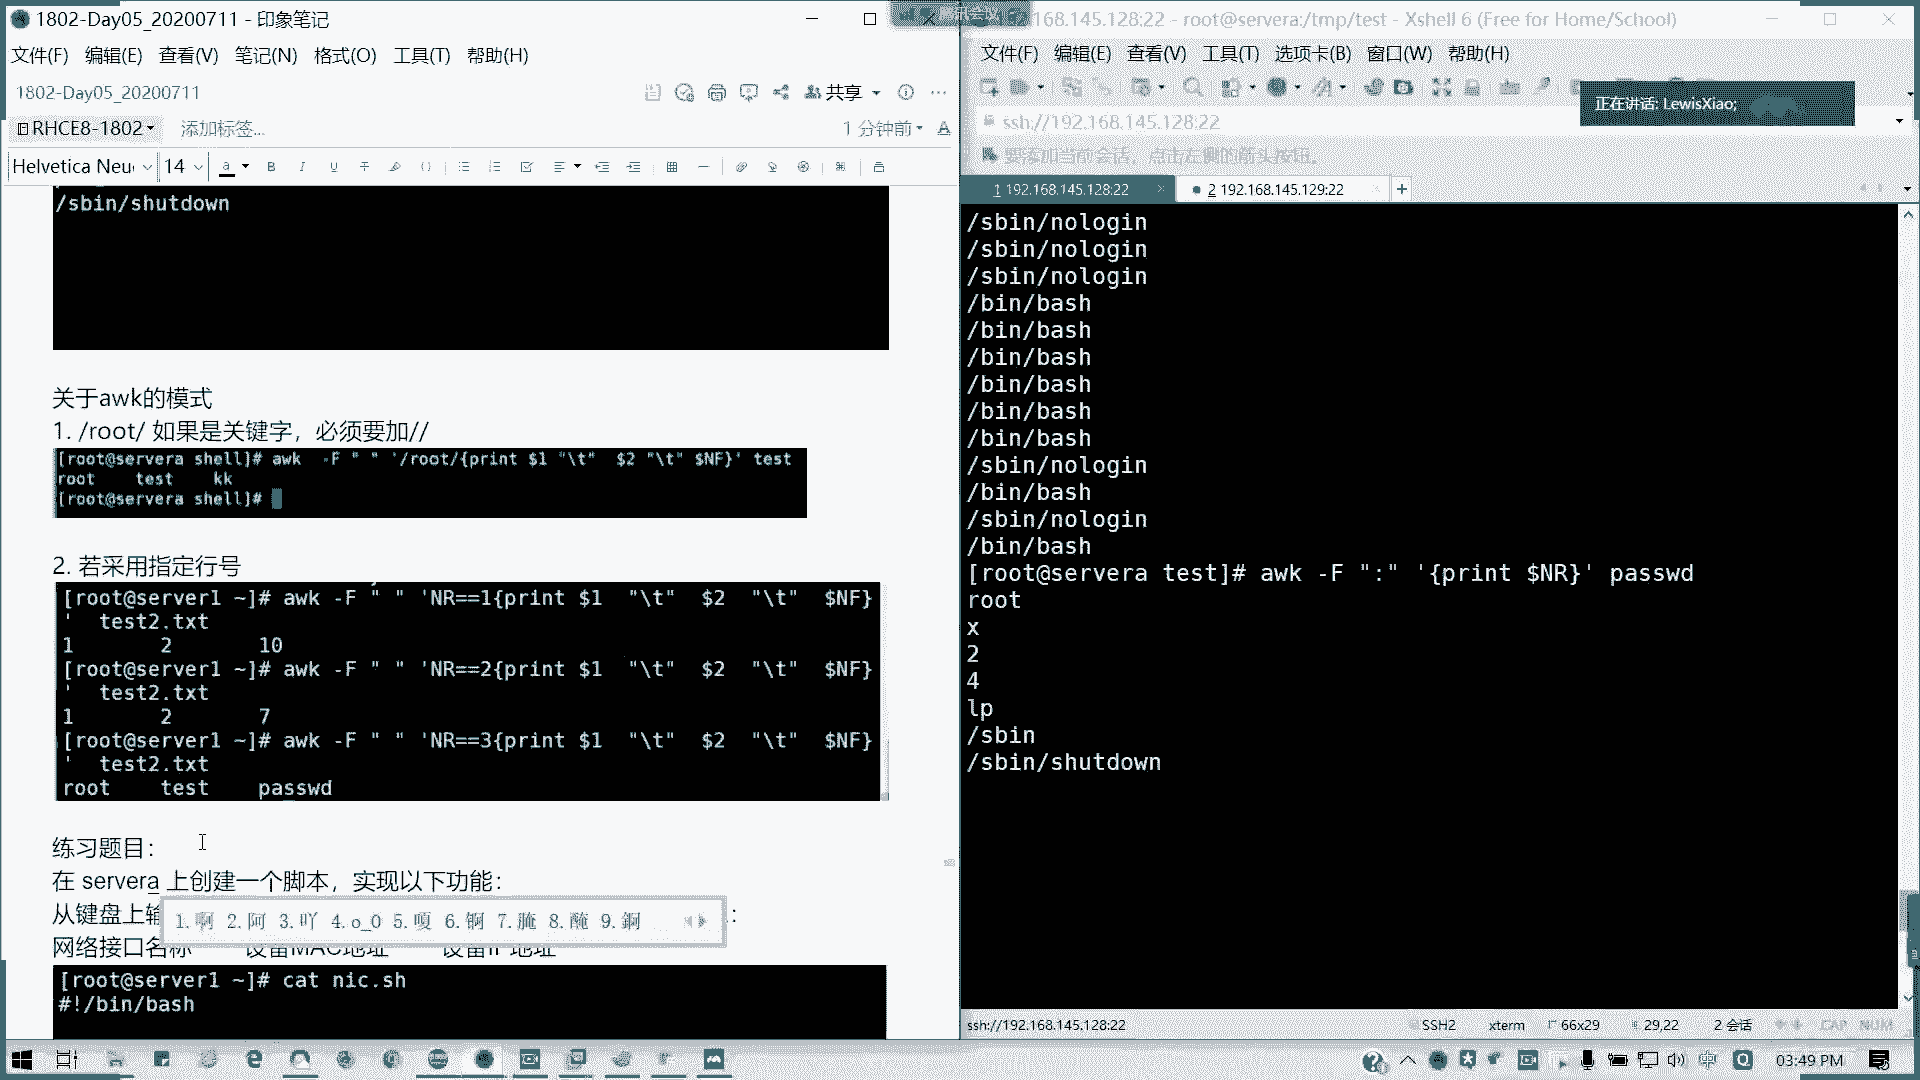 1802-Day05_20200711 - 印象笔记
文件(F) 编辑(E) 查看(V) 笔记(N) 格式(O) 工具(T) 帮助(H)
1802-Day05_20200711
共享
RHCE8-1802
添加标签...
1 分钟前
Helvetica Neu 14
/sbin/shutdown
关于awk的模式
1. /root/ 如果是关键字，必须要加//
[root@servera shell]# awk -F " " '/root/{print $1 "\t" $2 "\t" $NF}' test
root test kk
[root@servera shell]#
2. 若采用指定行号
[root@server1 ~]# awk -F " " 'NR==1{print $1 "\t" $2 "\t" $NF}
' test2.txt
1 2 10
[root@server1 ~]# awk -F " " 'NR==2{print $1 "\t" $2 "\t" $NF}
' test2.txt
1 2 7
[root@server1 ~]# awk -F " " 'NR==3{print $1 "\t" $2 "\t" $NF}
' test2.txt
root test passwd
练习题目：
在 servera 上创建一个脚本，实现以下功能：
从键盘上输
1.啊 2.阿 3.吖 4.o_O 5.嗄 6.锕 7.腌 8.醃 9.錒
网络接口名称 设备MAC地址 设备IP地址
[root@server1 ~]# cat nic.sh
#!/bin/bash
168.145.128:22 - root@servera:/tmp/test - Xshell 6 (Free for Home/School)
文件(F) 编辑(E) 查看(V) 工具(T) 选项卡(B) 窗口(W) 帮助(H)
正在讲话: LewisXiao;
ssh://192.168.145.128:22
要添加当前会话，点击左侧的箭头按钮。
1 192.168.145.128:22
2 192.168.145.129:22
/sbin/nologin
/sbin/nologin
/sbin/nologin
/bin/bash
/bin/bash
/bin/bash
/bin/bash
/bin/bash
/bin/bash
/sbin/nologin
/bin/bash
/sbin/nologin
/bin/bash
[root@servera test]# awk -F ":" '{print $NR}' passwd
root
x
2
4
lp
/sbin
/sbin/shutdown
ssh://192.168.145.128:22
SSH2 xterm 66x29 29,22 2 会话 CAP NUM
中
03:49 PM